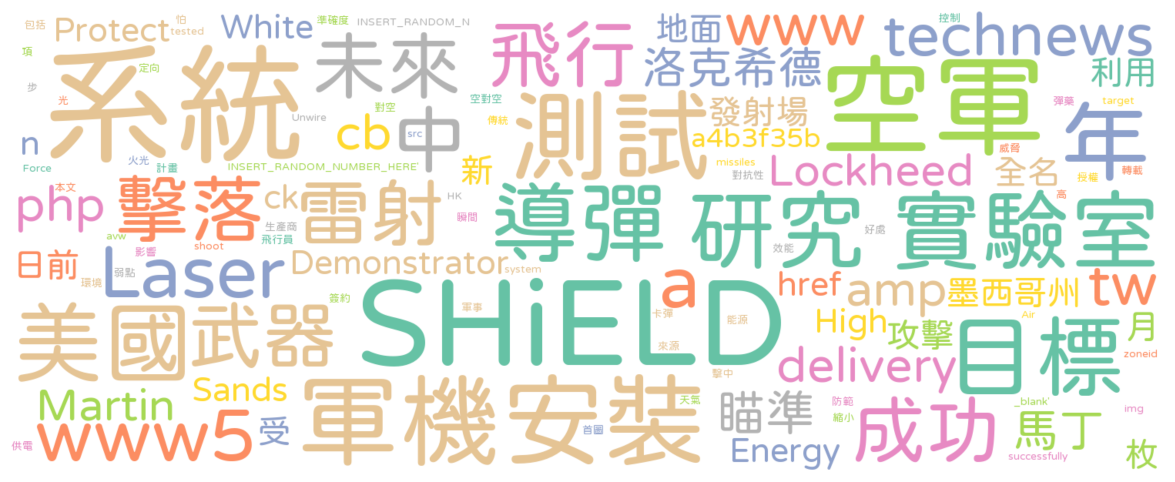 包括
伯
Protect
tested
White
準確度
INSERT_RANDOM_N
控制
項
系統
定向
未來
飛行
地面
www
technews
洛克希德
空軍
利用
步
光
對空
空對空
彈藥
target
n
Unwire
cb
中
src
傳統
測試
發射場
a4b3f35b
年
Force
火光
計畫
INSERT_RANDOM_NUMBER_HERE'
新
missiles
對抗性
Lockheed
威脅
全名
授權
轉載
php
本文
擊落
ck
雷射
HK
瞬間
導彈
研究
實驗室
高
生產商
飛行員
好處
avw
影響
shoot
效能
日前
環境
弱點
Laser
Demonstrator
system
a
href
amp
墨西哥州
tw
簽約
SHiELD
軍事
卡彈
能源
美國
武器
High
攻擊
Air
目標
月
來源
delivery
zoneid
擊中
Martin
Sands
軍機
安裝
天氣
瞄準
防範
縮小
成功
_blank'
img
馬丁
供電
www5
受
首圖
Energy
successfully
枚